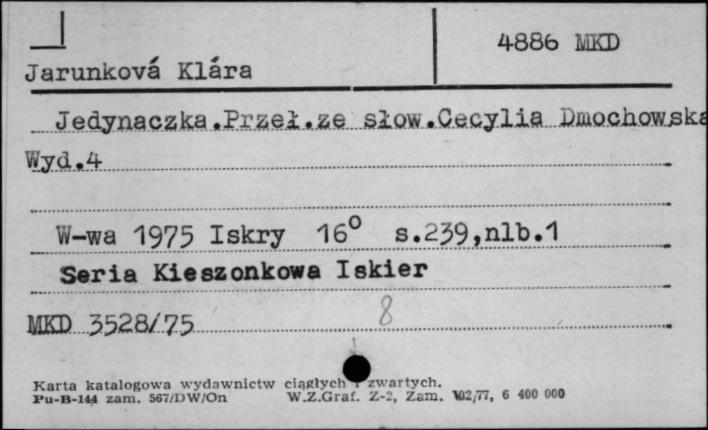 4886 MKD
Jarunková Klára
Jedynaczka.Przeł.ze słow.Cecylia Dmochowska
Wyd.4
W-wa 1975 Iskry 16° s.239,nlb.1
Seria Kieszonkowa Iskier
MKD 3528/75 8
Karta katalogowa wydawnictw ciągłych i zwartych.
Pu-B-144 zam. 567/DW/On W.Z.Graf. Z-2, Zam. 102/77, 6 400 000